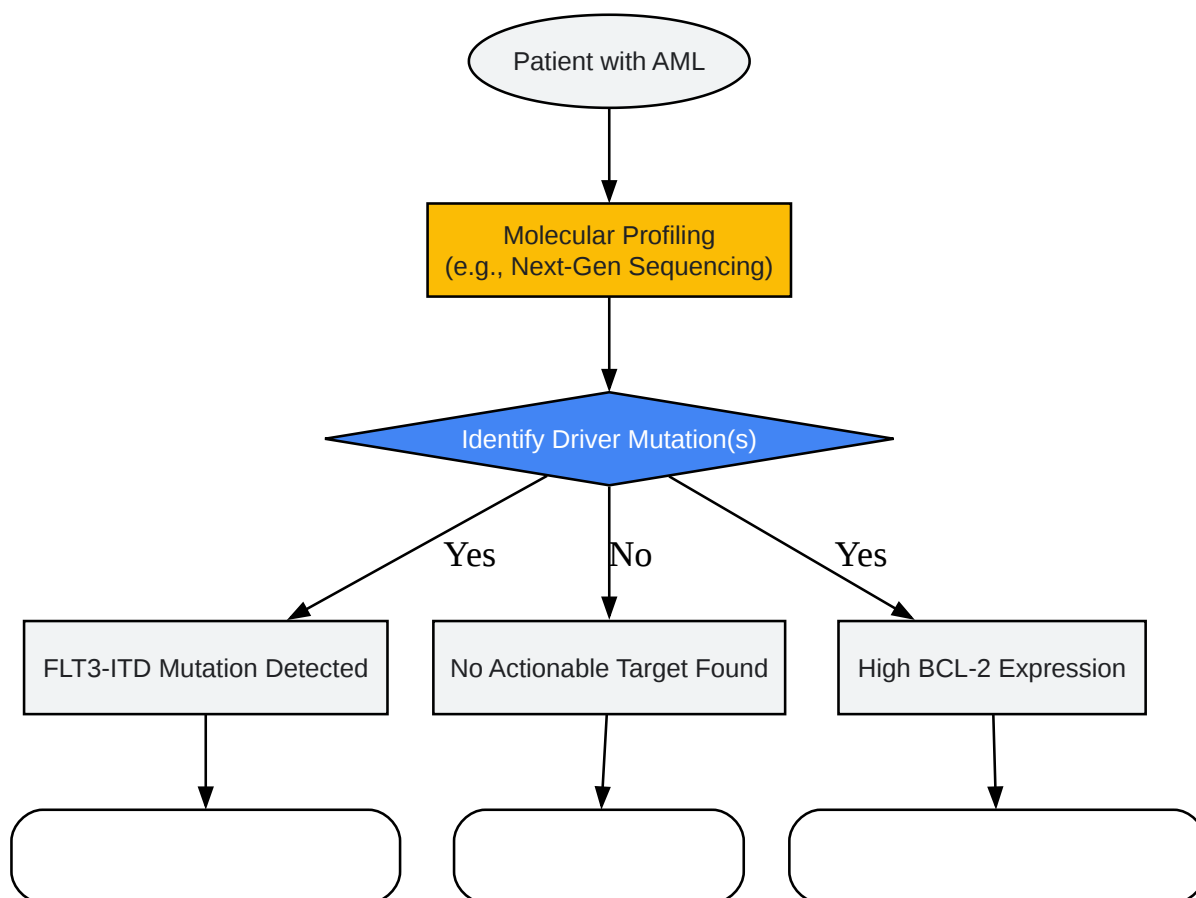 Patient with AML
Molecular Profiling
(e.g., Next-Gen Sequencing)
Identify Driver Mutation(s)
Yes
No
Yes
FLT3-ITD Mutation Detected
No Actionable Target Found
High BCL-2 Expression